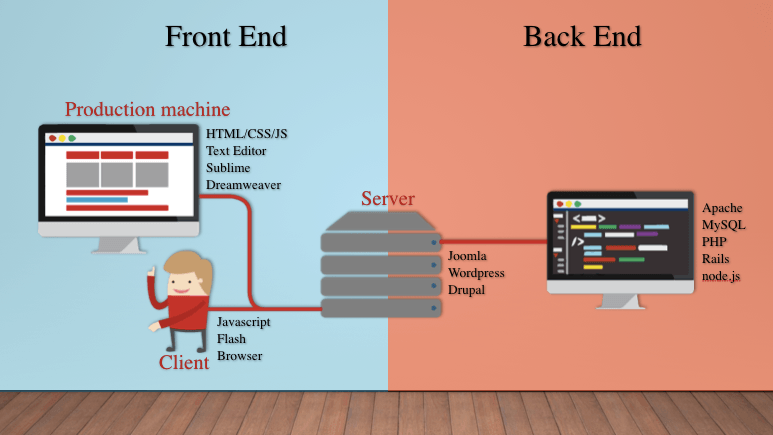 Front End
Back End
Production machine
HTML/CSS/JS
Text Editor
Sublime
Dreamweaver
Server
Joomla
Wordpress
Drupal
Apache
MySQL
PHP
Rails
node.js
Javascript
Flash
Browser
Client